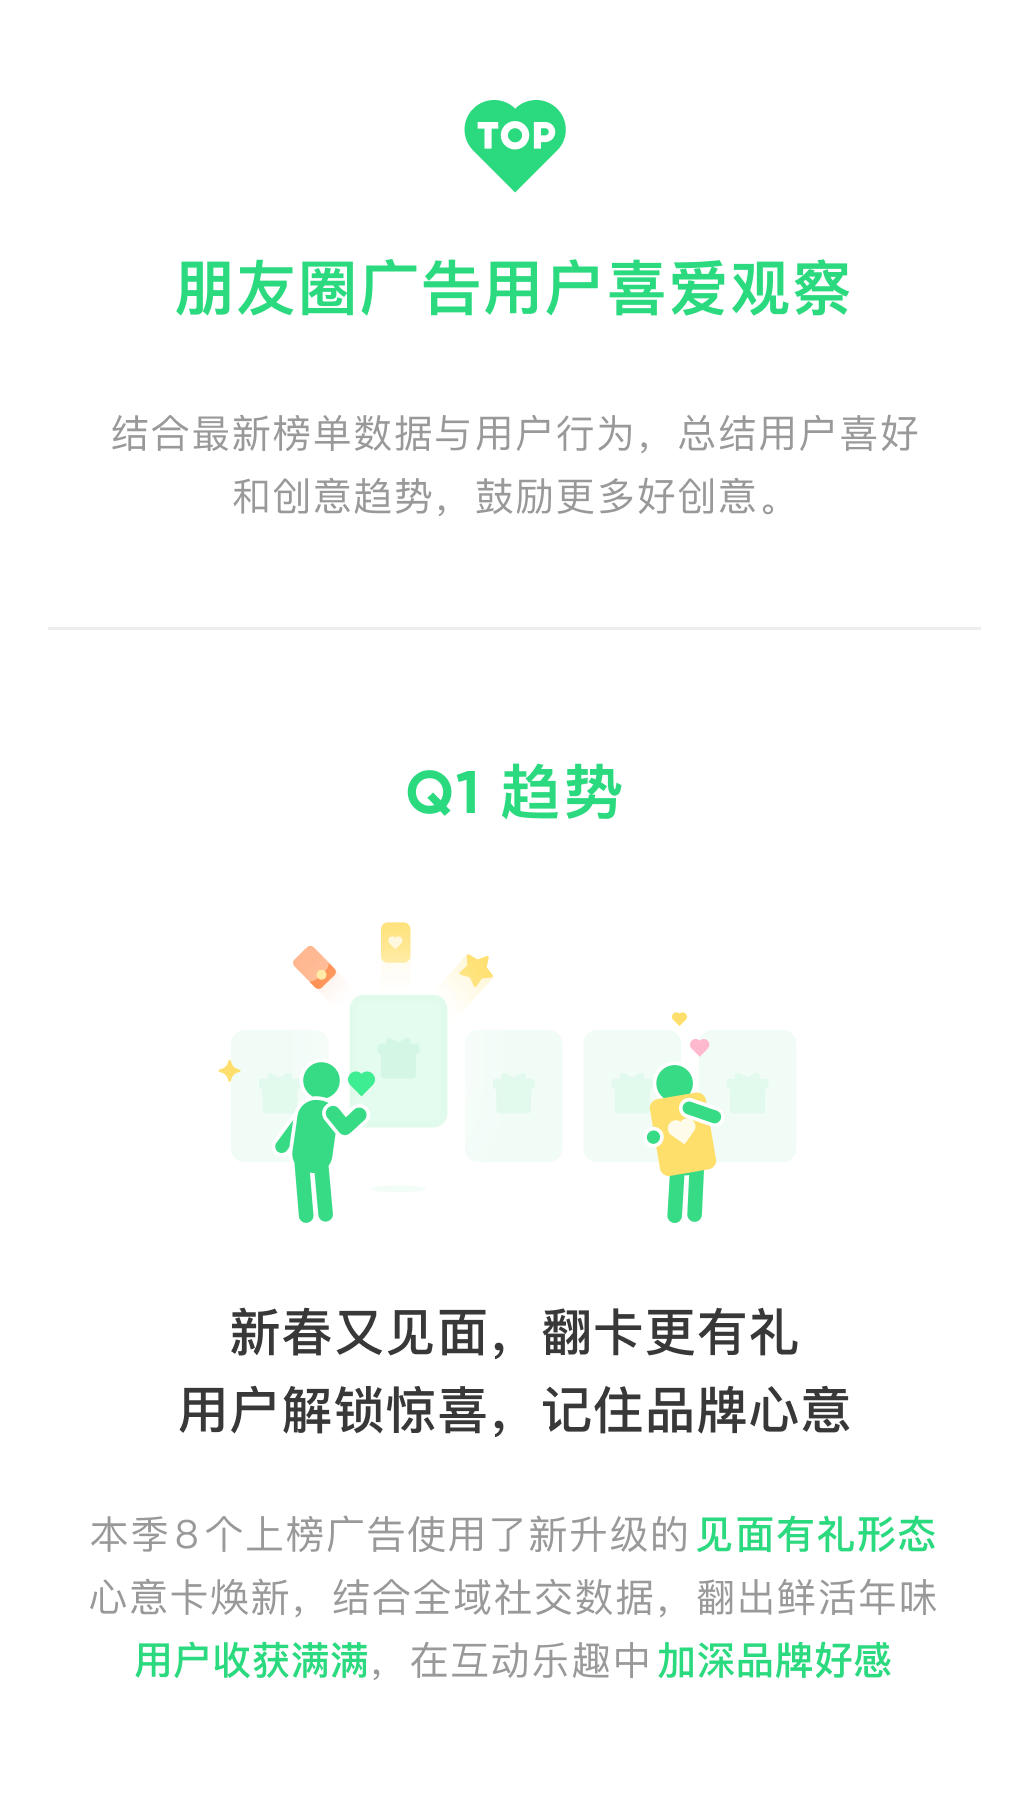 TOP
朋友圈广告用户喜爱观察
结合最新榜单数据与用户行为，总结用户喜好
和创意趋势，鼓励更多好创意。
Q1 趋势
新春又见面，翻卡更有礼
用户解锁惊喜，记住品牌心意
本季8个上榜广告使用了新升级的见面有礼形态
心意卡焕新，结合全域社交数据，翻出鲜活年味
用户收获满满，在互动乐趣中加深品牌好感